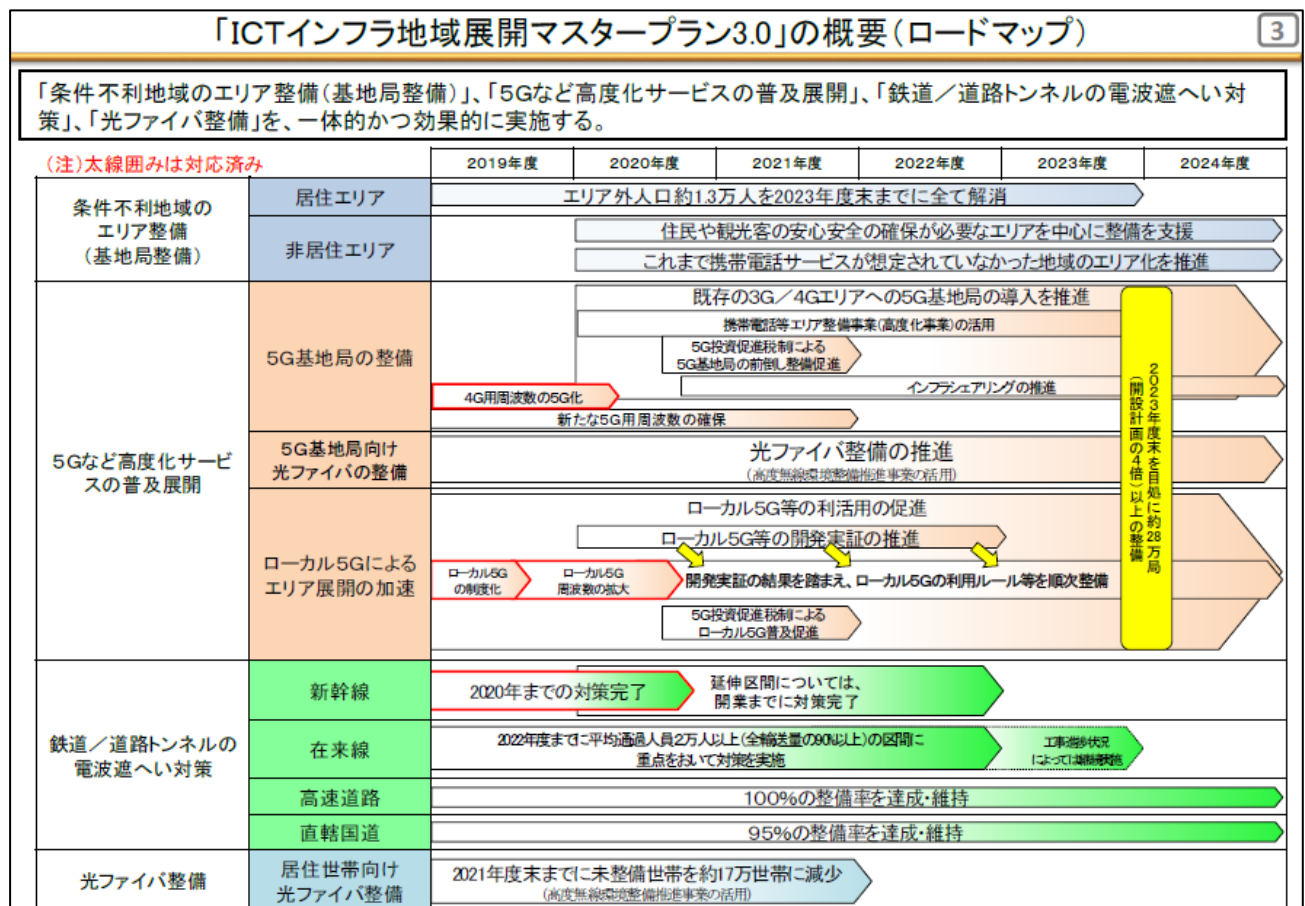 「ICTインフラ地域展開マスタープラン3.0」の概要（ロードマップ）
3
「条件不利地域のエリア整備（基地局整備）」、「5Gなど高度化サービスの普及展開」、「鉄道／道路トンネルの電波遮へい対
策」、「光ファイバ整備」を、一体的かつ効果的に実施する。
（注）太線囲みは対応済み
2019年度
2020年度
2021年度
2022年度
2023年度
2024年度
条件不利地域の
エリア整備
（基地局整備）
居住エリア
エリア外人口約1.3万人を2023年度末までに全て解消
非居住エリア
住民や観光客の安心安全の確保が必要なエリアを中心に整備を支援
これまで携帯電話サービスが想定されていなかった地域のエリア化を推進
5Gなど高度化サービ
スの普及展開
5G基地局の整備
既存の3G／4Gエリアへの5G基地局の導入を推進
携帯電話等エリア整備事業（高度化事業）の活用
5G投資促進税制による
5G基地局の前倒し整備促進
インフラシェアリングの推進
4G用周波数の5G化
新たな5G用周波数の確保
2023年度末を目処に約28万局
（開設計画の4倍）以上の整備
5G基地局向け
光ファイバの整備
光ファイバ整備の推進
（高度無線環境整備推進事業の活用）
ローカル5Gによる
エリア展開の加速
ローカル5G等の利活用の促進
ローカル5G等の開発実証の推進
ローカル5G
の制度化
ローカル5G
周波数の拡大
開発実証の結果を踏まえ、ローカル5Gの利用ルール等を順次整備
5G投資促進税制による
ローカル5G普及促進
鉄道／道路トンネルの
電波遮へい対策
新幹線
2020年までの対策完了
延伸区間については、
開業までに対策完了
在来線
2022年度までに平均通過人員2万人以上（全輸送量の90%以上）の区間に
重点をおいて対策を実施
工事進捗状況
によっては継続実施
高速道路
100%の整備率を達成・維持
直轄国道
95%の整備率を達成・維持
光ファイバ整備
居住世帯向け
光ファイバ整備
2021年度末までに未整備世帯を約17万世帯に減少
（高度無線環境整備推進事業の活用）